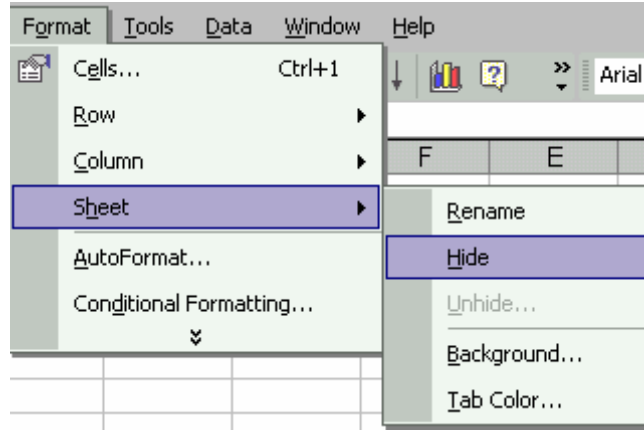 Format Tools Data Window Help
Cells... Ctrl+1
Arial
Row
Column
F E
Sheet
Rename
AutoFormat...
Hide
Conditional Formatting...
Unhide...
Background...
Tab Color...